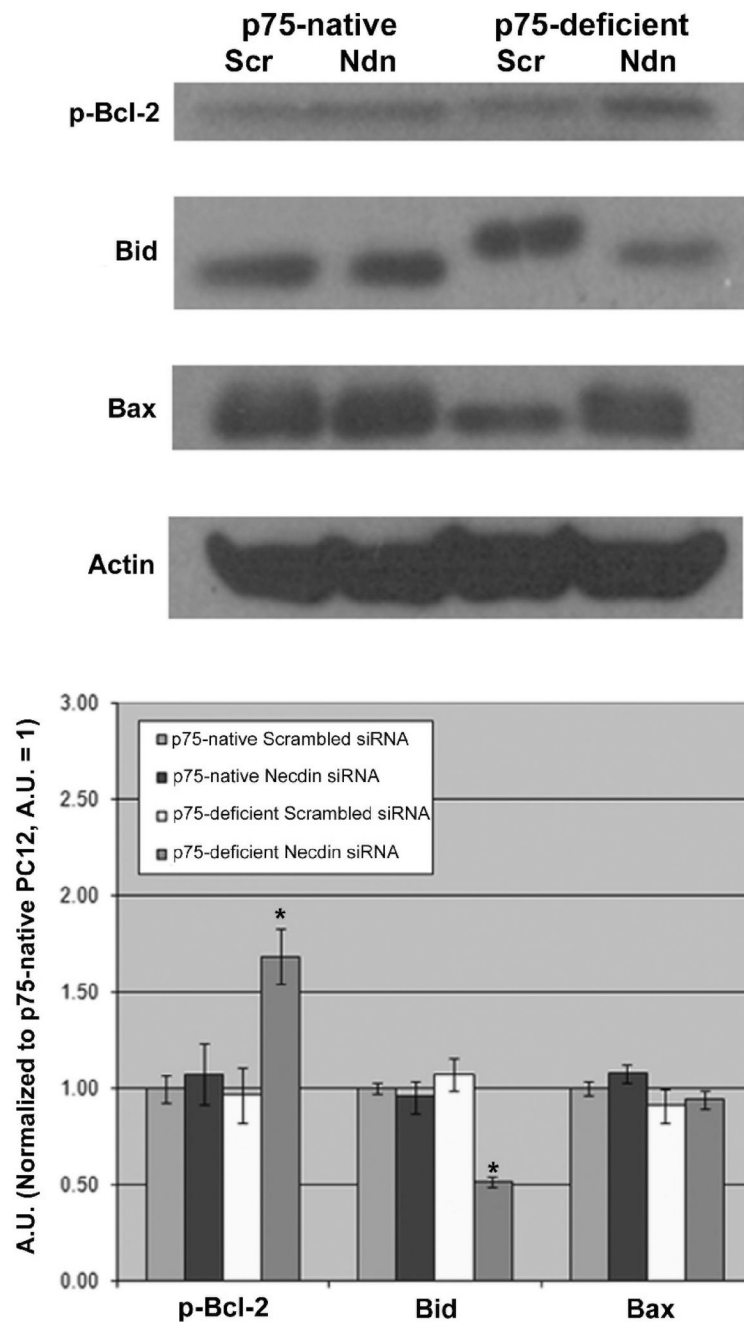 p75-native p75-deficient
Scr Ndn Scr Ndn
p-Bcl-2
Bid
Bax
Actin
A.U. (Normalized to p75-native PC12, A.U. = 1)
3.00
2.50
2.00
1.50
1.00
0.50
0.00
p75-native Scrambled siRNA
p75-native Necdin siRNA
p75-deficient Scrambled siRNA
p75-deficient Necdin siRNA
*
*
p-Bcl-2 Bid Bax